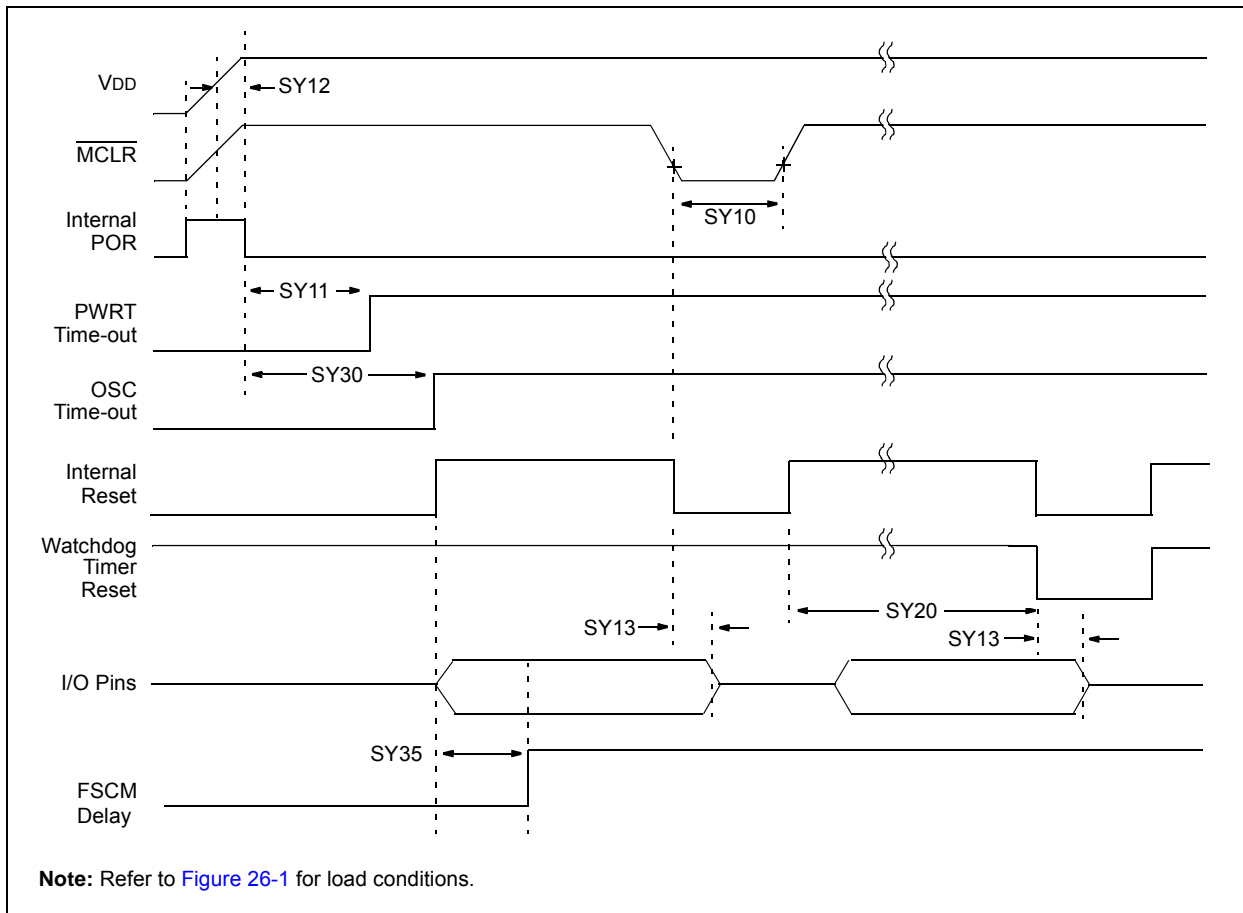 VDD
SY12
MCLR
SY10
Internal
POR
SY11
PWRT
Time-out
SY30
OSC
Time-out
Internal
Reset
Watchdog
Timer
Reset
SY20
SY13
SY13
I/O Pins
SY35
FSCM
Delay
Note: Refer to Figure 26-1 for load conditions.